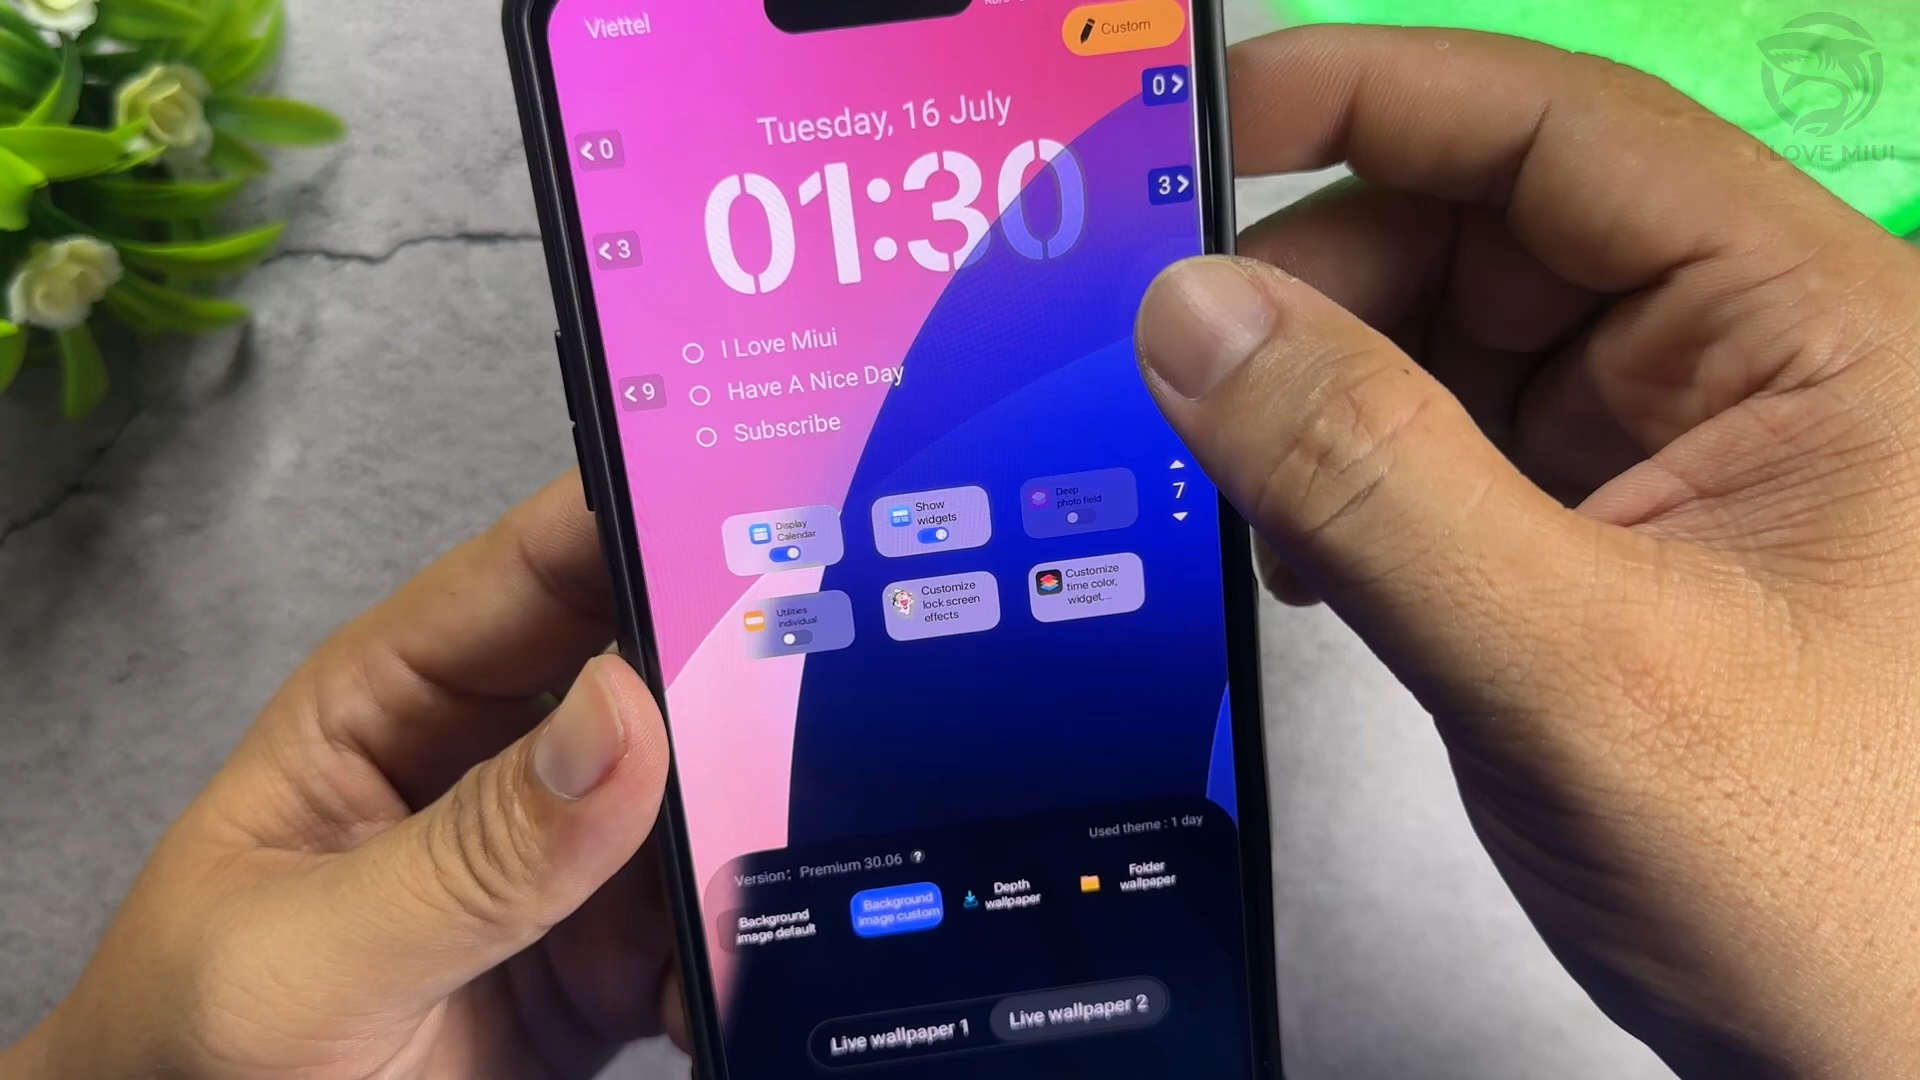 Viettel
Custom
0 >
Tuesday, 16 July
< 0
01:30
3 >
< 3
I Love Miui
Have A Nice Day
< 9
Subscribe
7
Display
Calendar
Show
widgets
Deep
photo field
Utilities
individual
Customize
lock screen
effects
Customize
time color,
widget,...
Used theme : 1 day
Version: Premium 30.06 ?
Background
image default
Background
image custom
Depth
wallpaper
Folder
wallpaper
Live wallpaper 1
Live wallpaper 2
I LOVE MIUI